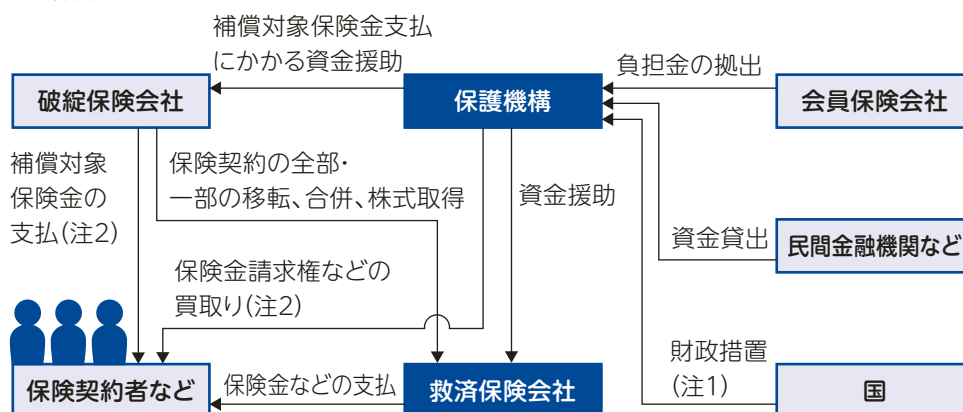 補償対象保険金支払
にかかる資金援助
負担金の拠出
破綻保険会社
保護機構
会員保険会社
補償対象
保険金の
支払(注2)
保険契約の全部・
一部の移転、合併、株式取得
資金援助
資金貸出
民間金融機関など
保険金請求権などの
買取り(注2)
財政措置
(注1)
保険契約者など
保険金などの支払
救済保険会社
国